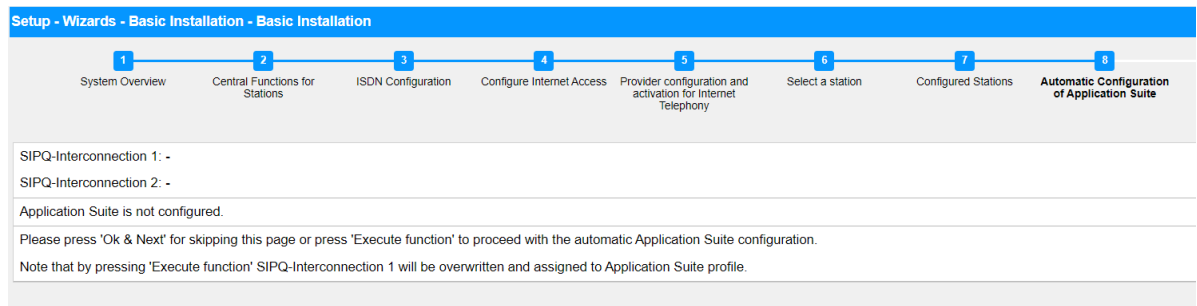 Setup - Wizards - Basic Installation - Basic Installation
1 2 3 4 5 6 7 8
System Overview
Central Functions for
Stations
ISDN Configuration
Configure Internet Access
Provider configuration and
activation for Internet
Telephony
Select a station
Configured Stations
Automatic Configuration
of Application Suite
SIPQ-Interconnection 1: -
SIPQ-Interconnection 2: -
Application Suite is not configured.
Please press 'Ok & Next' for skipping this page or press 'Execute function' to proceed with the automatic Application Suite configuration.
Note that by pressing 'Execute function' SIPQ-Interconnection 1 will be overwritten and assigned to Application Suite profile.